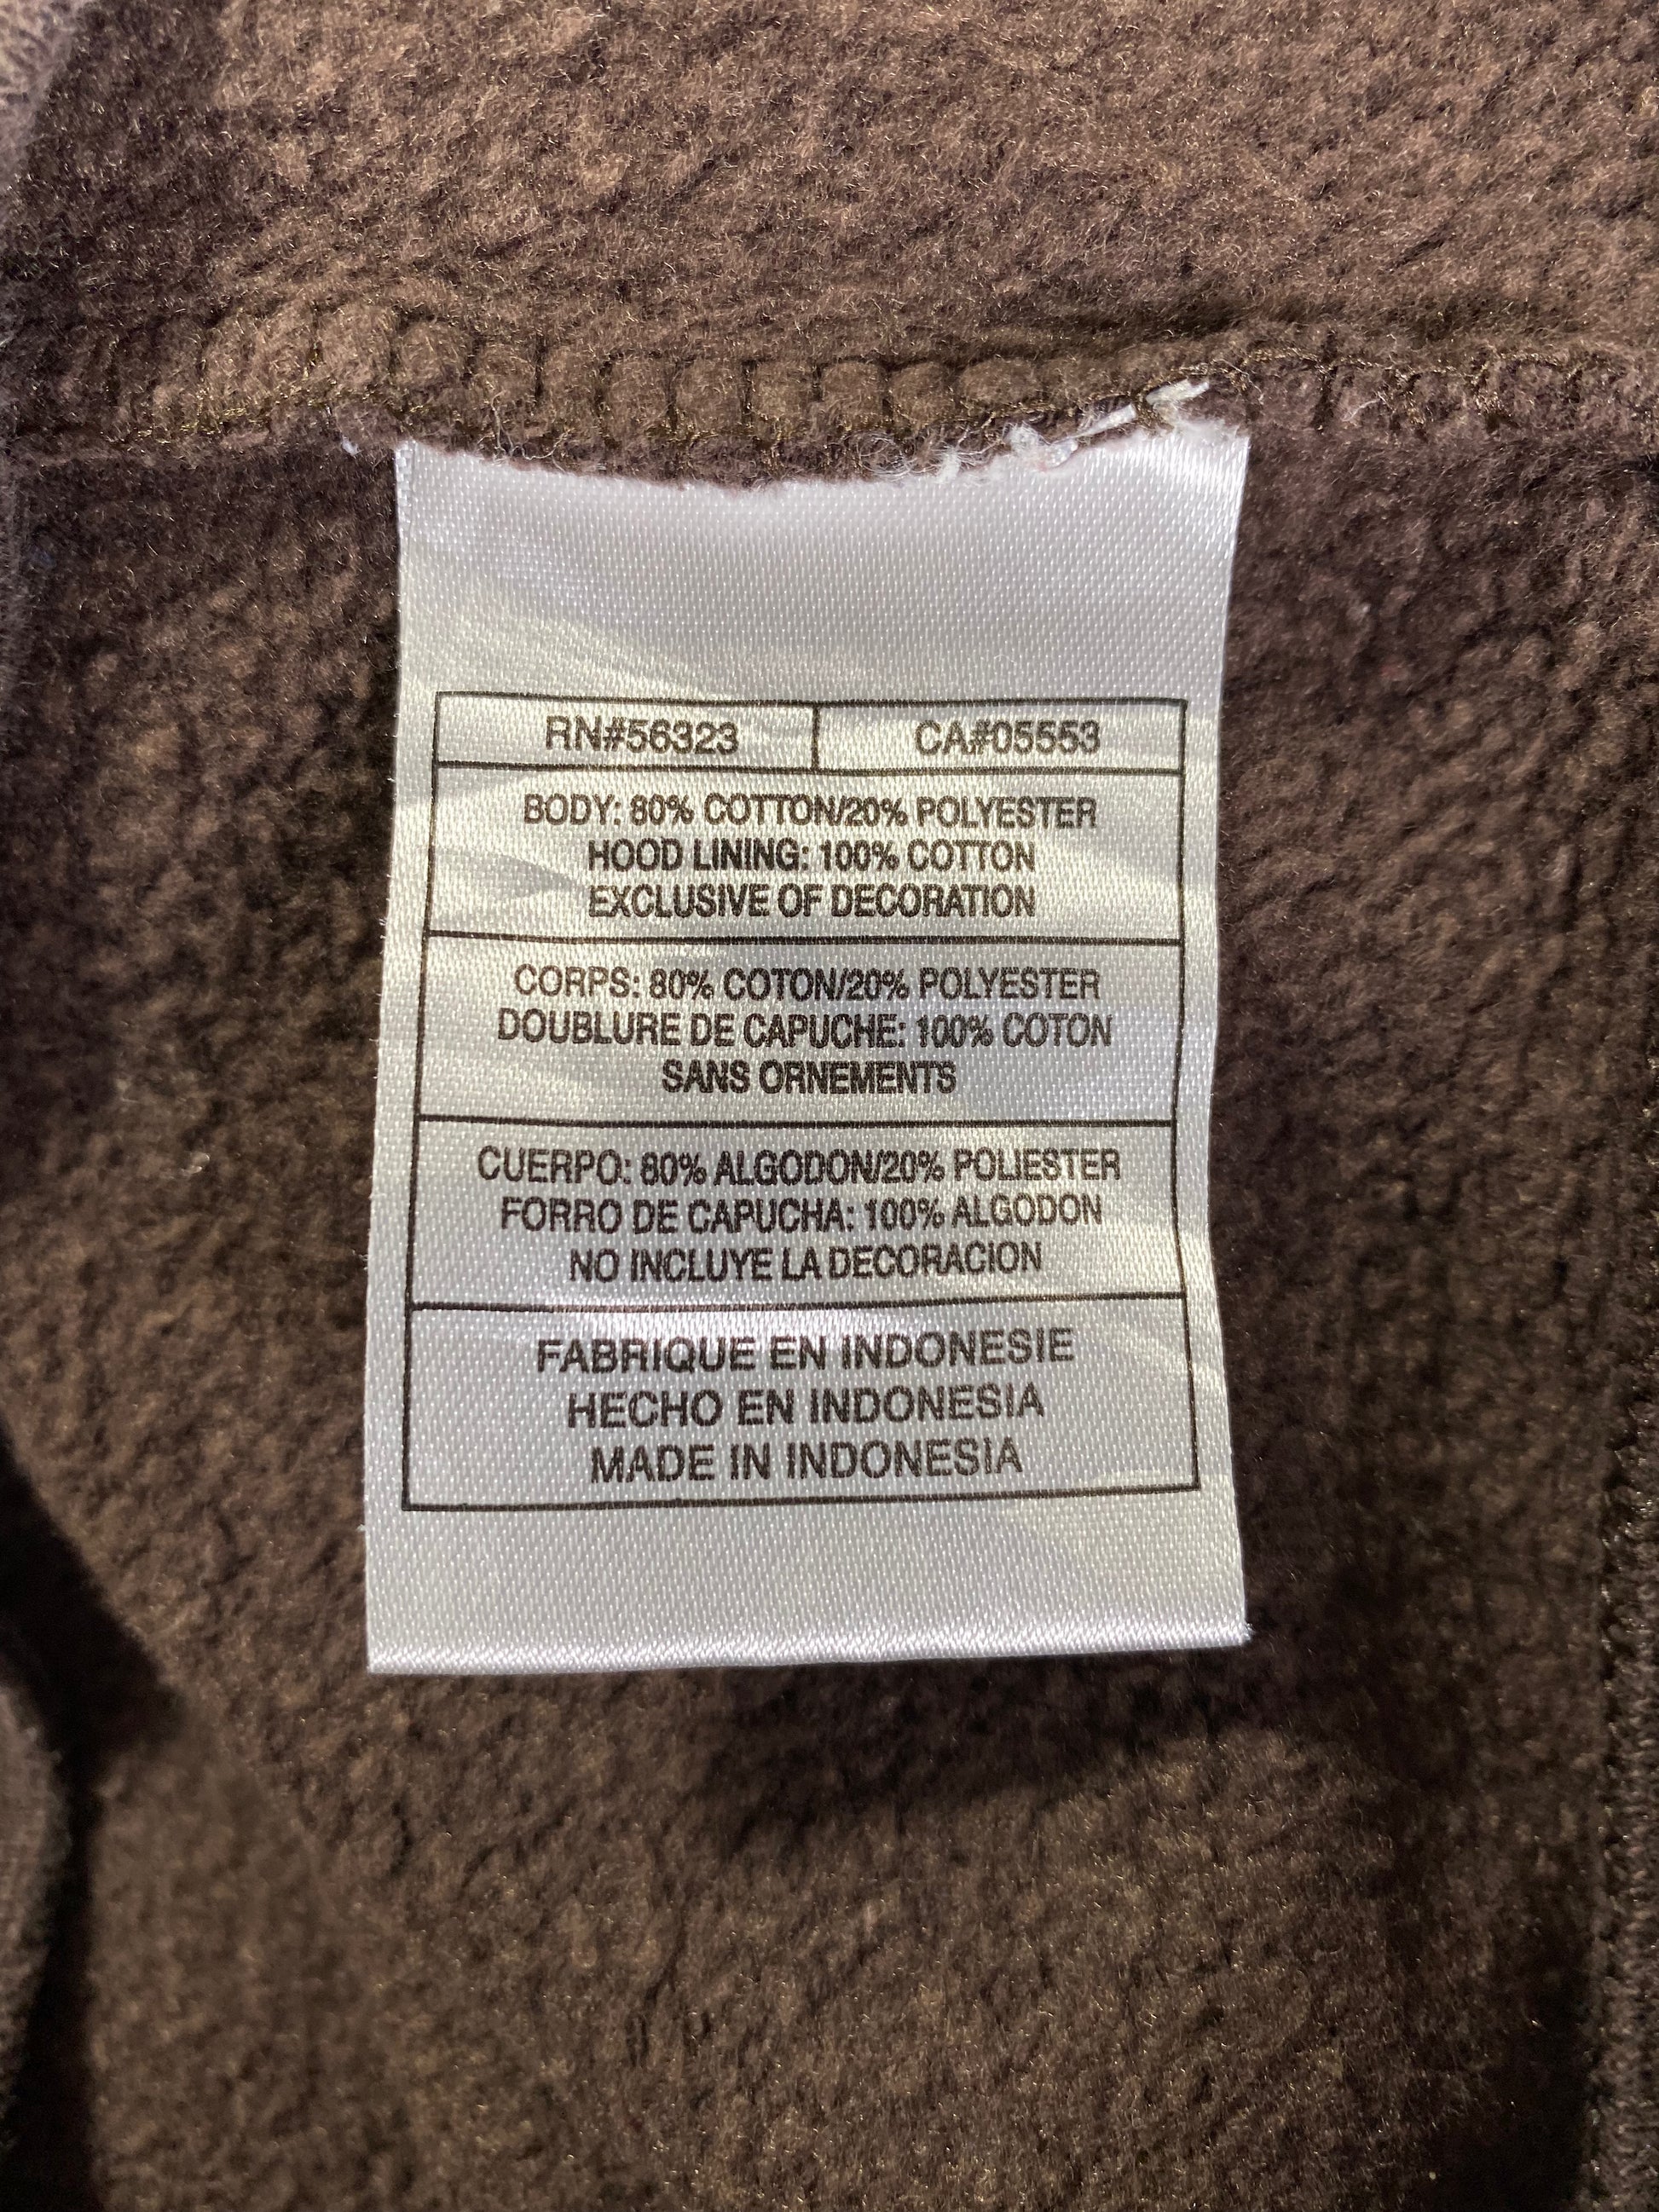 RN#56323 CA#05553
BODY: 80% COTTON/20% POLYESTER
HOOD LINING: 100% COTTON
EXCLUSIVE OF DECORATION
CORPS: 80% COTON/20% POLYESTER
DOUBLURE DE CAPUCHE: 100% COTON
SANS ORNEMENTS
CUERPO: 80% ALGODON/20% POLIESTER
FORRO DE CAPUCHA: 100% ALGODON
NO INCLUYE LA DECORACION
FABRIQUE EN INDONESIE
HECHO EN INDONESIA
MADE IN INDONESIA